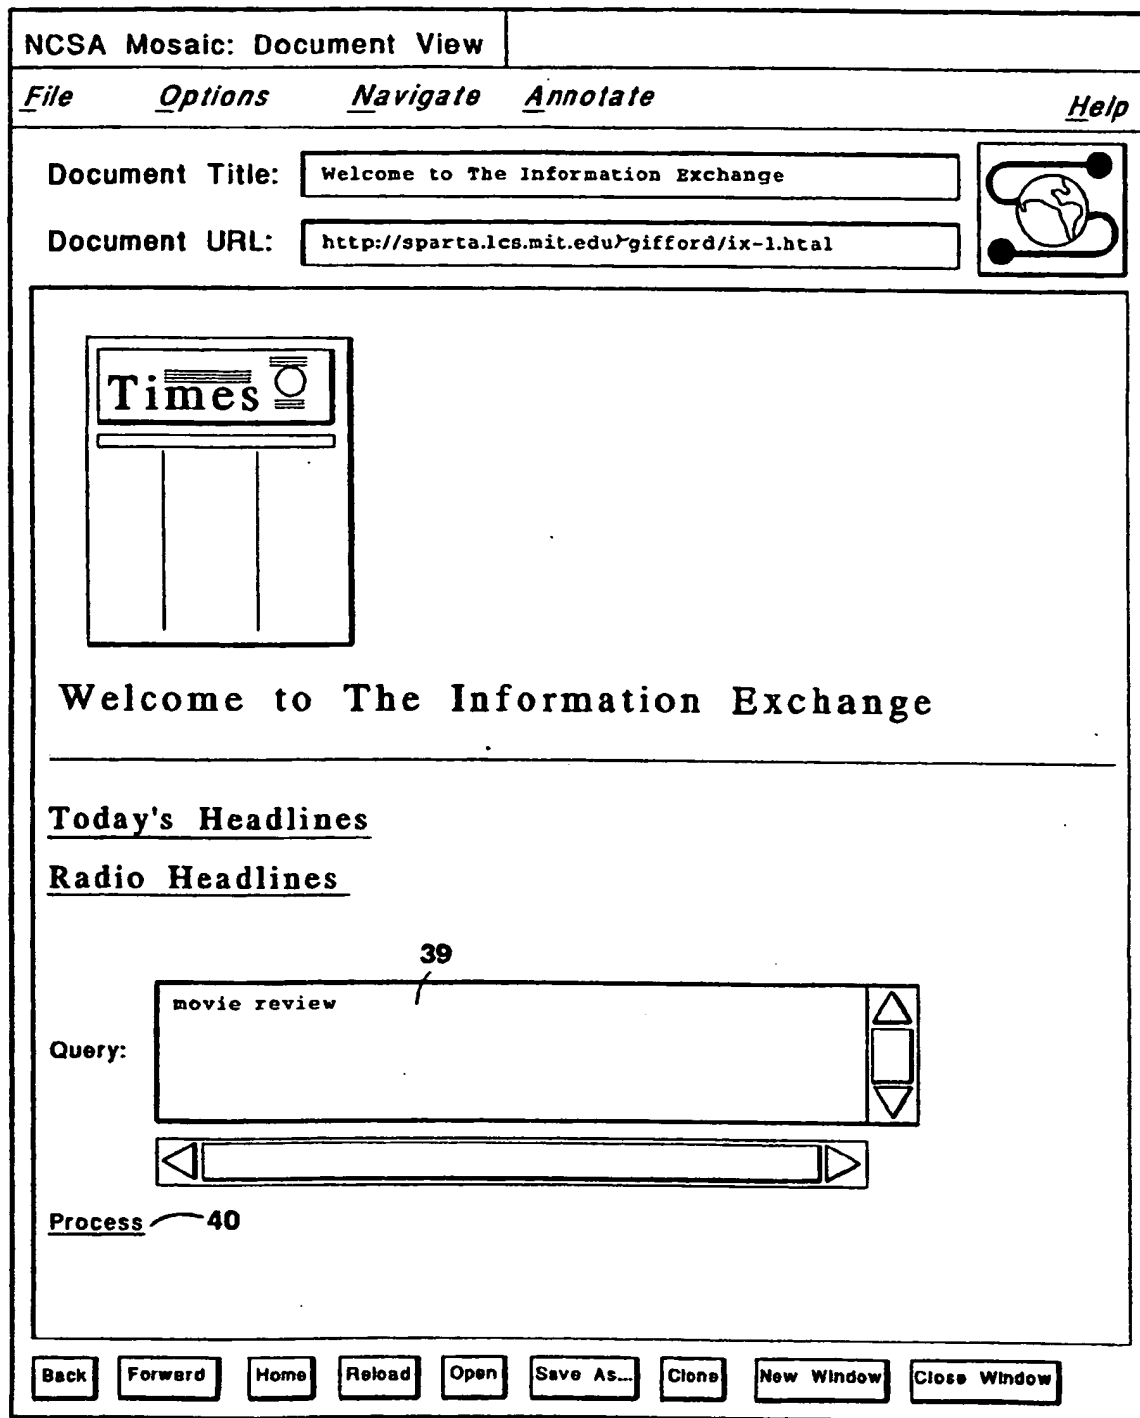 NCSA Mosaic: Document View
File Options Navigate Annotate Help
Document Title: Welcome to The Information Exchange
Document URL: http://sparta.lcs.mit.edu/~gifford/ix-1.htal
Times
Welcome to The Information Exchange
Today's Headlines
Radio Headlines
39
movie review
Query:
Process 40
Back Forward Home Reload Open Save As... Clone New Window Close Window